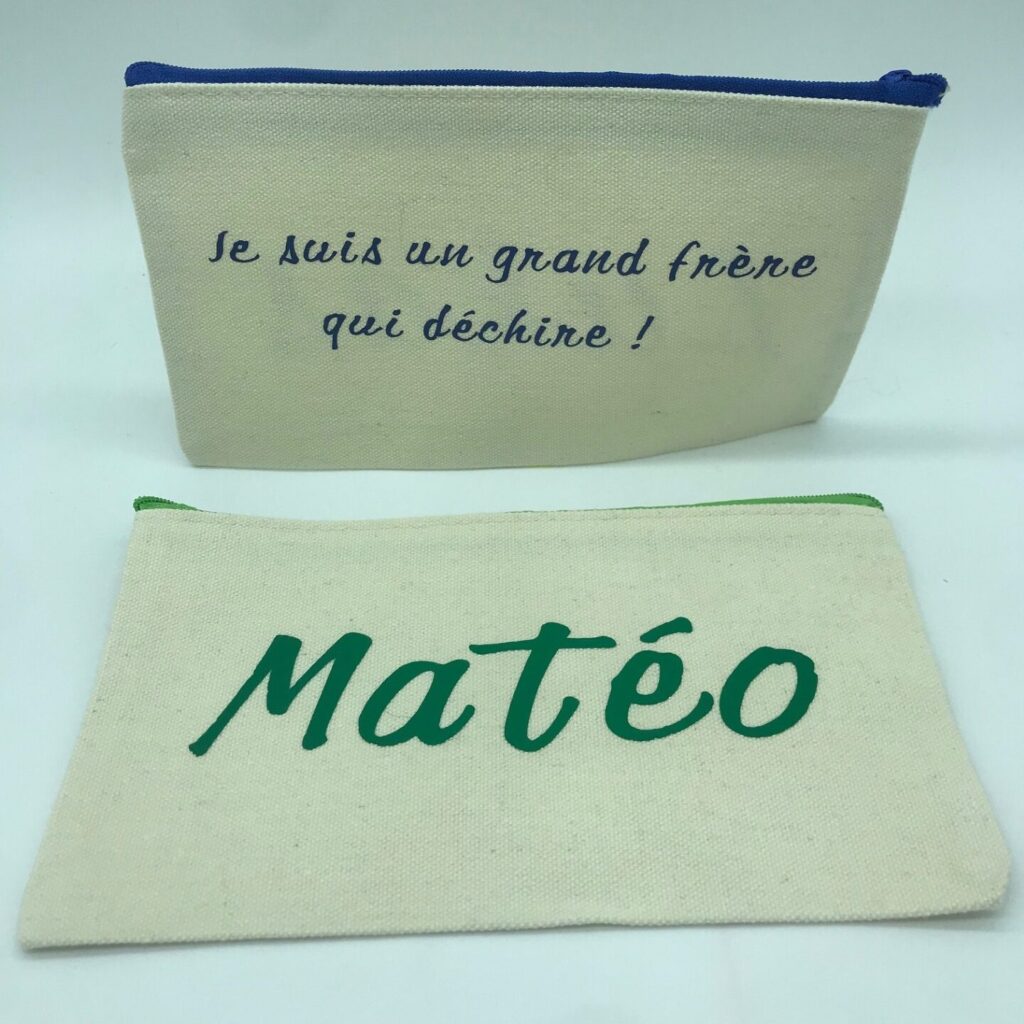 Je suis un grand frère
qui déchire !
Matéo